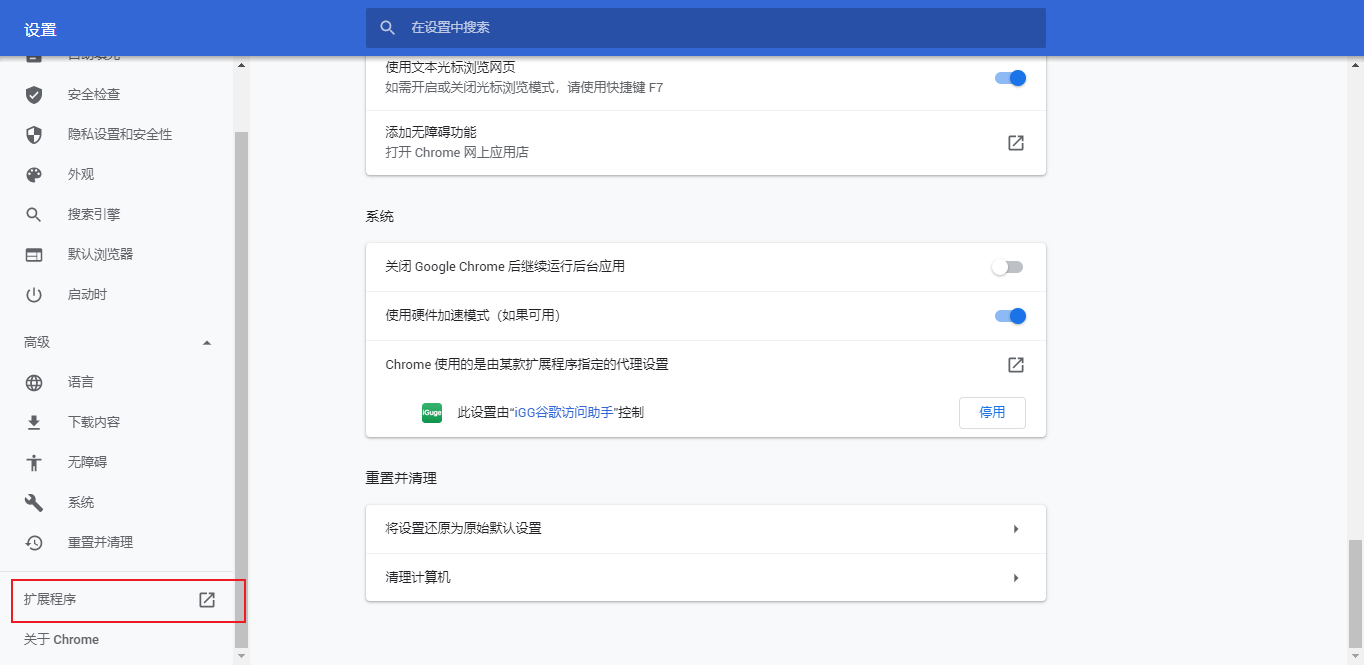 设置
在设置中搜索
安全检查
隐私设置和安全性
外观
搜索引擎
默认浏览器
启动时
高级
语言
下载内容
无障碍
系统
重置并清理
扩展程序
关于 Chrome
使用文本光标浏览网页
如需开启或关闭光标浏览模式，请使用快捷键 F7
添加无障碍功能
打开 Chrome 网上应用店
系统
关闭 Google Chrome 后继续运行后台应用
使用硬件加速模式（如果可用）
Chrome 使用的是由某款扩展程序指定的代理设置
iGuge
此设置由“iGG谷歌访问助手”控制
停用
重置并清理
将设置还原为原始默认设置
清理计算机